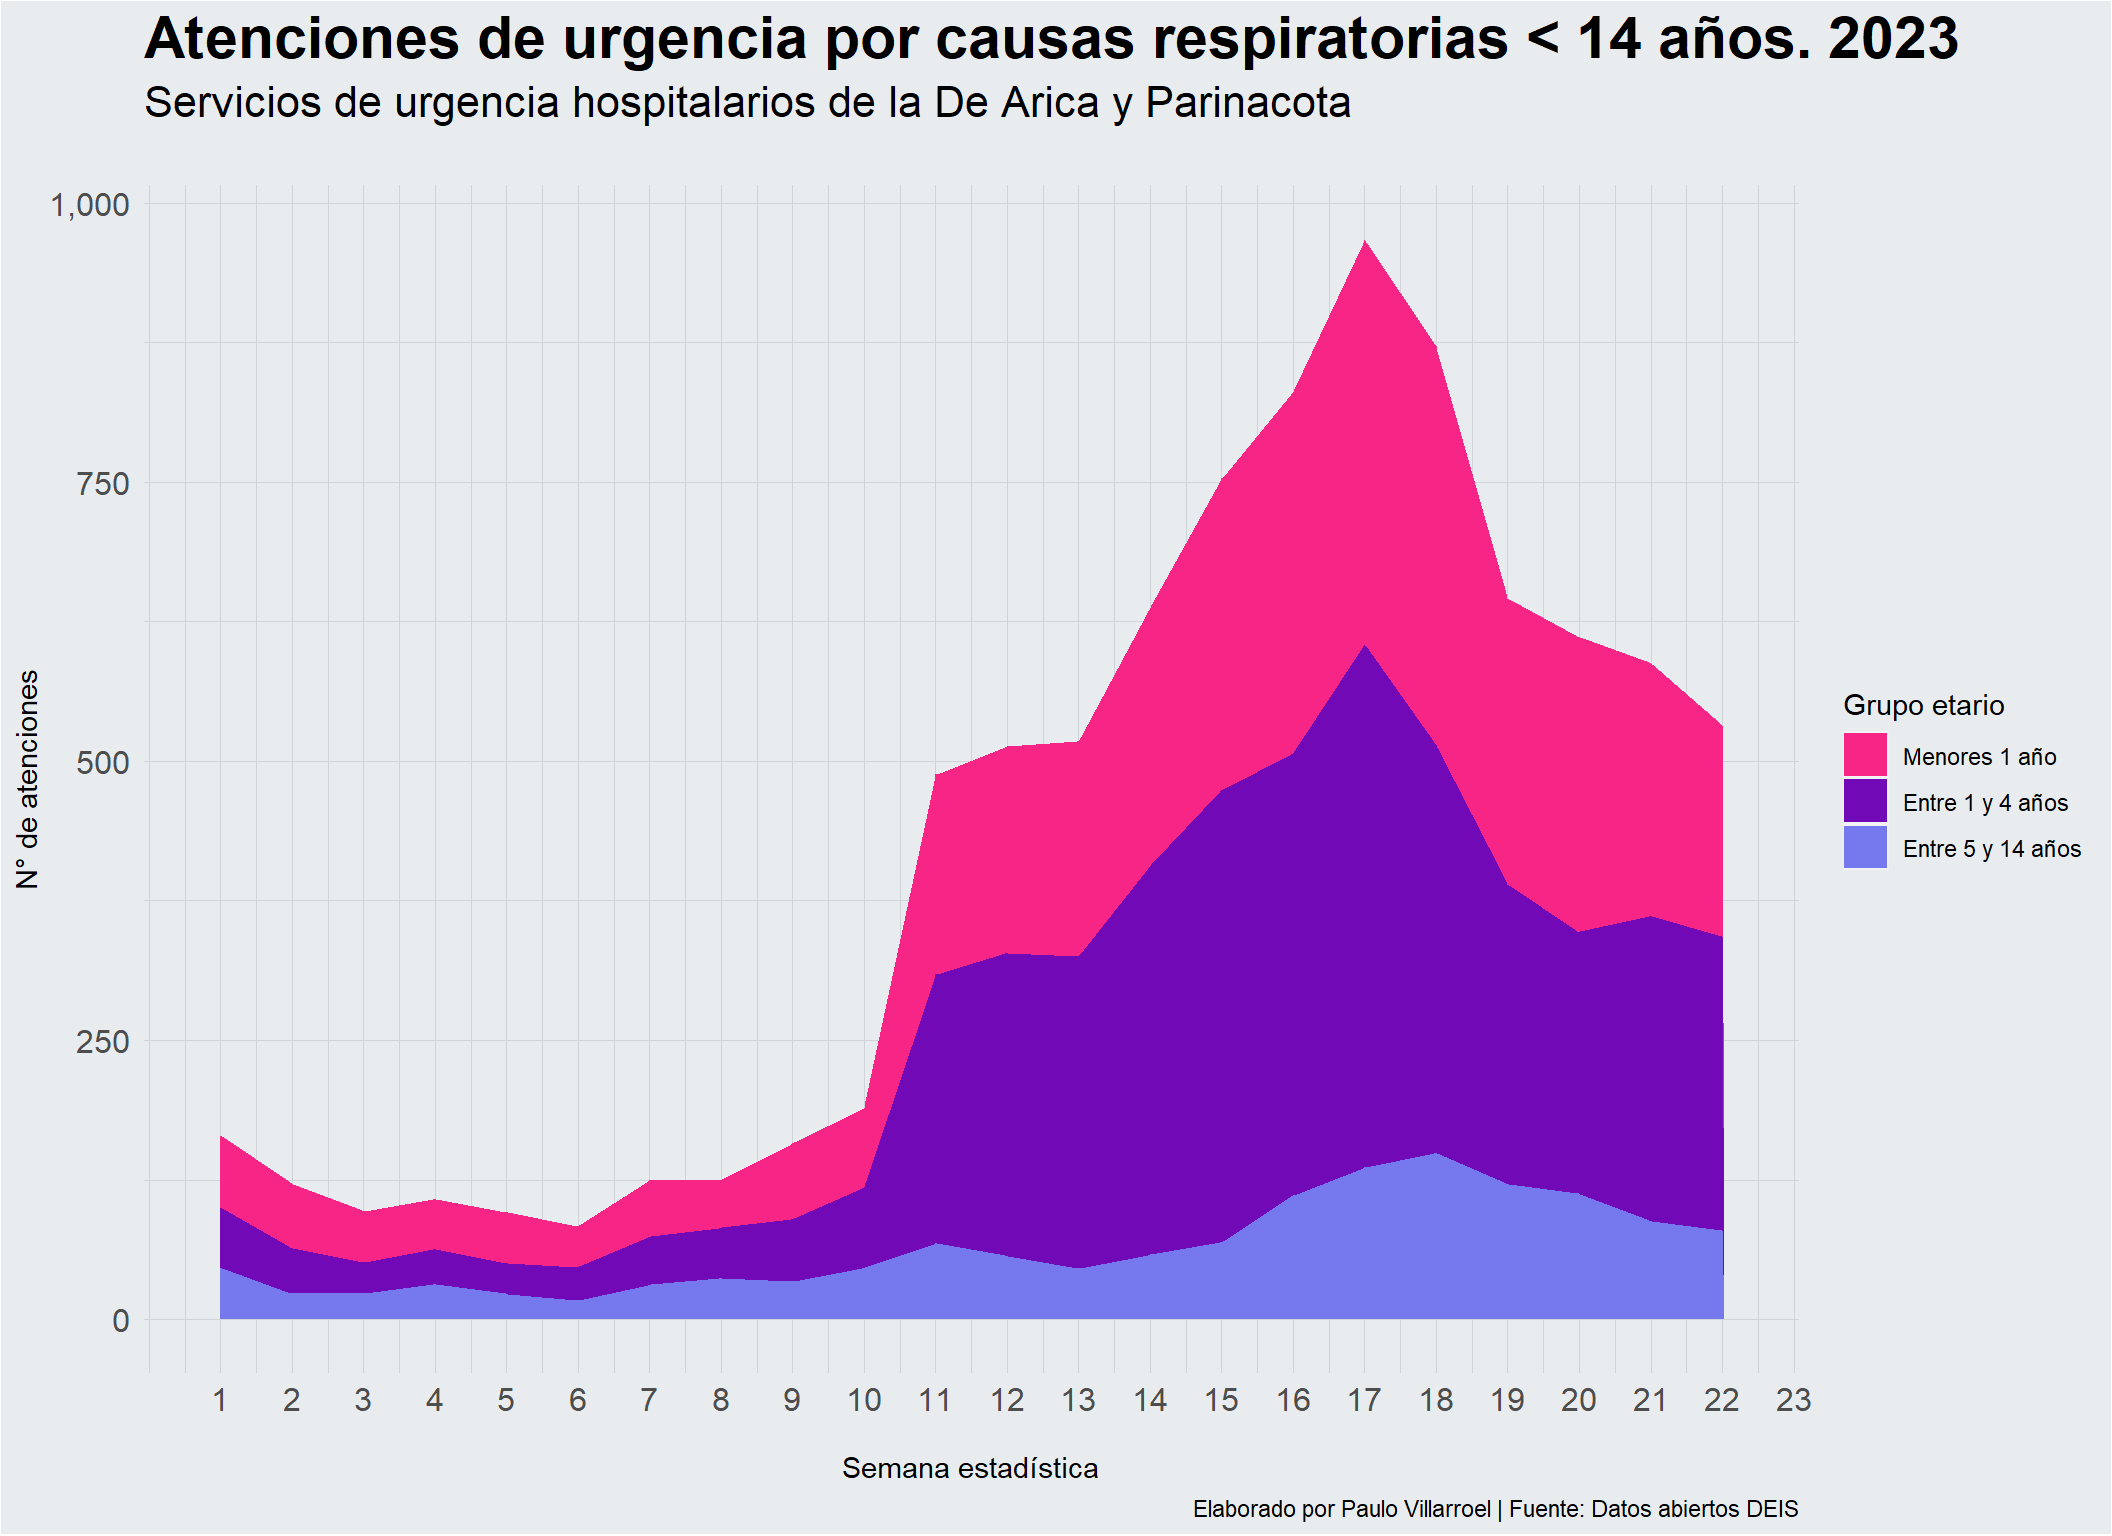 Atenciones de urgencia por causas respiratorias < 14 años. 2023
Servicios de urgencia hospitalarios de la De Arica y Parinacota
1,000
750
500
250
0
N° de atenciones
1 2 3 4 5 6 7 8 9 10 11 12 13 14 15 16 17 18 19 20 21 22 23
Semana estadística
Grupo etario
Menores 1 año
Entre 1 y 4 años
Entre 5 y 14 años
Elaborado por Paulo Villarroel | Fuente: Datos abiertos DEIS